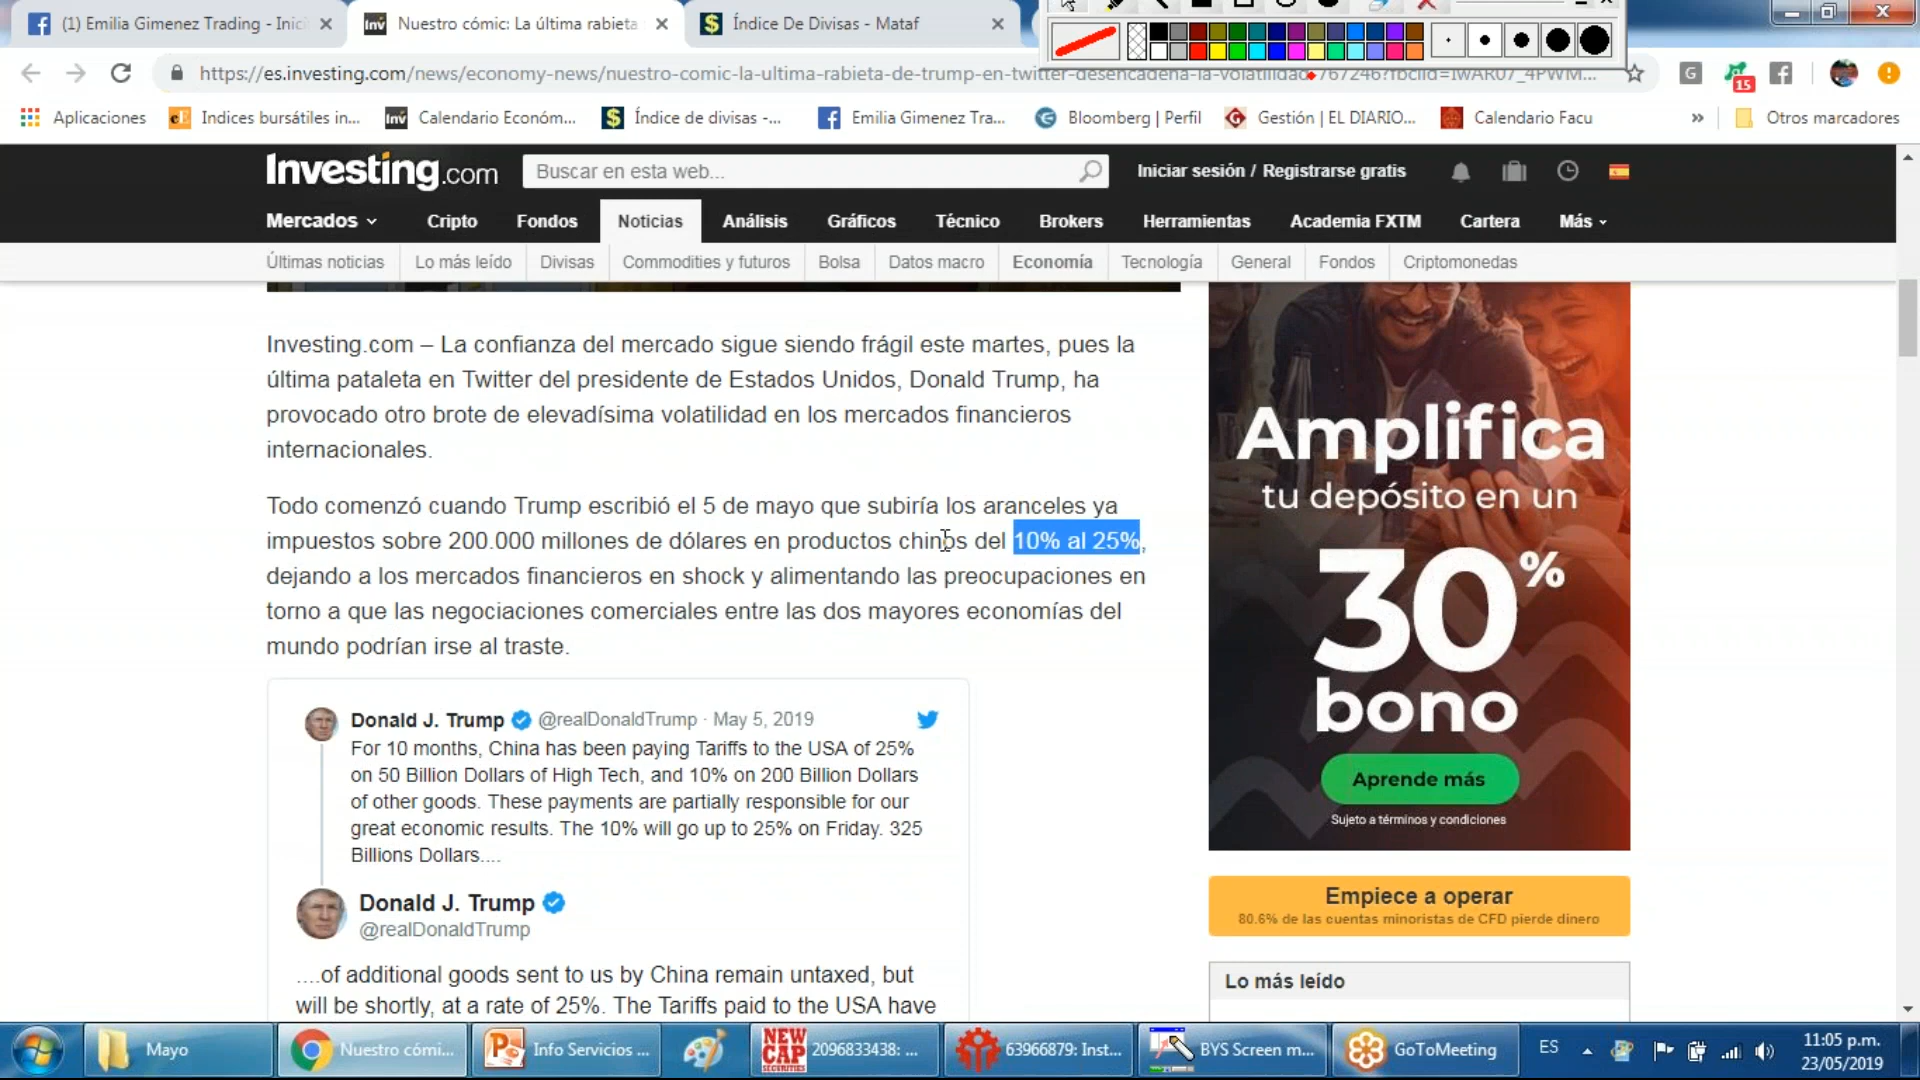 (1) Emilia Gimenez Trading - Inici
Nuestro cómic: La última rabieta
Índice De Divisas - Mataf
https://es.investing.com/news/economy-news/nuestro-comic-la-ultima-rabieta-de-trump-en-twitter-desencadena-la-volatilidad
G
15
Aplicaciones
Indices bursátiles in...
Calendario Económ...
Índice de divisas -...
Emilia Gimenez Tra...
Bloomberg | Perfil
Gestión | EL DIARIO...
Calendario Facu
Otros marcadores
Investing.com
Buscar en esta web...
Iniciar sesión / Registrarse gratis
Mercados
Cripto
Fondos
Noticias
Análisis
Gráficos
Técnico
Brokers
Herramientas
Academia FXTM
Cartera
Más
Últimas noticias
Lo más leído
Divisas
Commodities y futuros
Bolsa
Datos macro
Economía
Tecnología
General
Fondos
Criptomonedas
Investing.com – La confianza del mercado sigue siendo frágil este martes, pues la
última pataleta en Twitter del presidente de Estados Unidos, Donald Trump, ha
provocado otro brote de elevadísima volatilidad en los mercados financieros
internacionales.
Todo comenzó cuando Trump escribió el 5 de mayo que subiría los aranceles ya
impuestos sobre 200.000 millones de dólares en productos chinos del 10% al 25%,
dejando a los mercados financieros en shock y alimentando las preocupaciones en
torno a que las negociaciones comerciales entre las dos mayores economías del
mundo podrían irse al traste.
Donald J. Trump @realDonaldTrump · May 5, 2019
For 10 months, China has been paying Tariffs to the USA of 25%
on 50 Billion Dollars of High Tech, and 10% on 200 Billion Dollars
of other goods. These payments are partially responsible for our
great economic results. The 10% will go up to 25% on Friday. 325
Billions Dollars....
Donald J. Trump
@realDonaldTrump
....of additional goods sent to us by China remain untaxed, but
will be shortly, at a rate of 25%. The Tariffs paid to the USA have
Amplifica
tu depósito en un
30%
bono
Aprende más
Sujeto a términos y condiciones
Empiece a operar
80.6% de las cuentas minoristas de CFD pierde dinero
Lo más leído
Mayo
Nuestro cómi...
Info Servicios ...
NEW CAP SECURITIES
2096833438: ...
63966879: Inst...
BYS Screen m...
GoToMeeting
ES
11:05 p.m.
23/05/2019